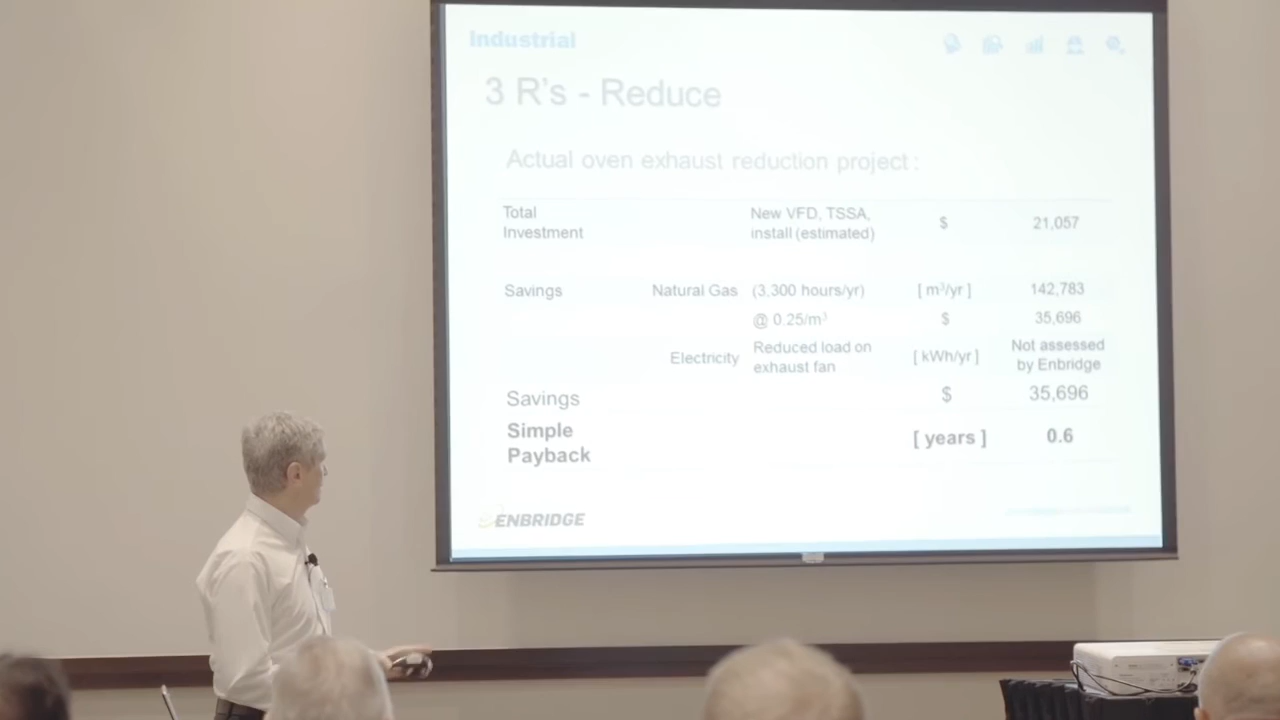 Industrial
3 R's - Reduce
Actual oven exhaust reduction project :
Total
Investment
New VFD, TSSA,
install (estimated)
$
21,057
Savings
Natural Gas
(3,300 hours/yr)
[ m³/yr ]
142,783
@ 0.25/m³
$
35,696
Electricity
Reduced load on
exhaust fan
[ kWh/yr ]
Not assessed
by Enbridge
Savings
$
35,696
Simple
Payback
[ years ]
0.6
ENBRIDGE